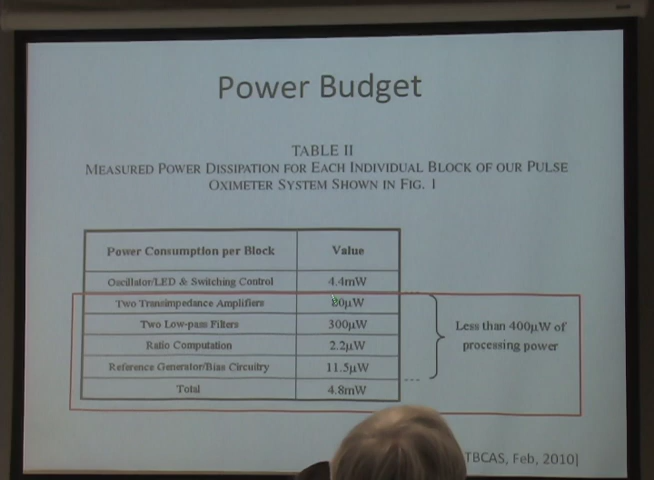 Power Budget
TABLE II
MEASURED POWER DISSIPATION FOR EACH INDIVIDUAL BLOCK OF OUR PULSE
OXIMETER SYSTEM SHOWN IN FIG. 1
Power Consumption per Block Value
Oscillator/LED & Switching Control 4.4mW
Two Transimpedance Amplifiers 80μW
Two Low-pass Filters 300μW
Ratio Computation 2.2μW
Reference Generator/Bias Circuitry 11.5μW
Total 4.8mW
Less than 400μW of
processing power
TBCAS, Feb, 2010]